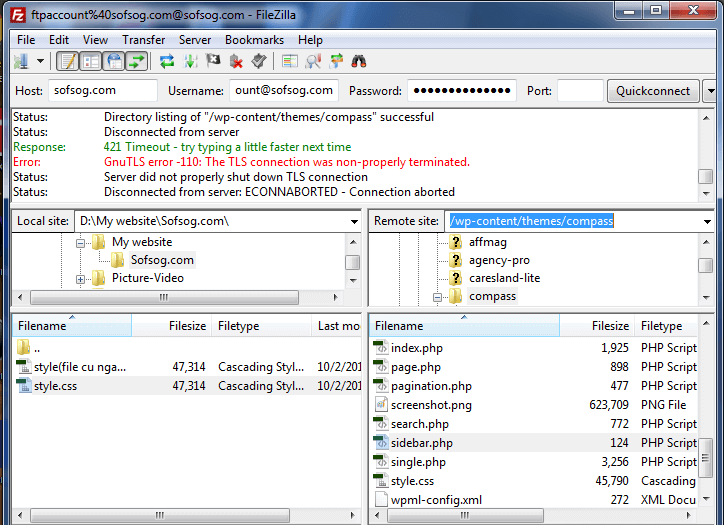 ftpaccount%40sofsog.com@sofsog.com - FileZilla
File Edit View Transfer Server Bookmarks Help
Host: sofsog.com Username: ount@sofsog.com Password: ●●●●●●●●●●●●●● Port: Quickconnect
Status: Directory listing of "/wp-content/themes/compass" successful
Status: Disconnected from server
Response: 421 Timeout - try typing a little faster next time
Error: GnuTLS error -110: The TLS connection was non-properly terminated.
Status: Server did not properly shut down TLS connection
Status: Disconnected from server: ECONNABORTED - Connection aborted
Local site: D:\My website\Sofsog.com\
My website
Sofsog.com
Picture-Video
Filename Filesize Filetype Last mo
..
style(file cu nga... 47,314 Cascading Styl... 10/2/201
style.css 47,314 Cascading Styl... 10/2/201
Remote site: /wp-content/themes/compass
affmag
agency-pro
caresland-lite
compass
Filename Filesize Filetype
index.php 1,925 PHP Script
page.php 898 PHP Script
pagination.php 477 PHP Script
screenshot.png 623,709 PNG File
search.php 772 PHP Script
sidebar.php 124 PHP Script
single.php 3,256 PHP Script
style.css 45,790 Cascading
wpml-config.xml 272 XML Docu